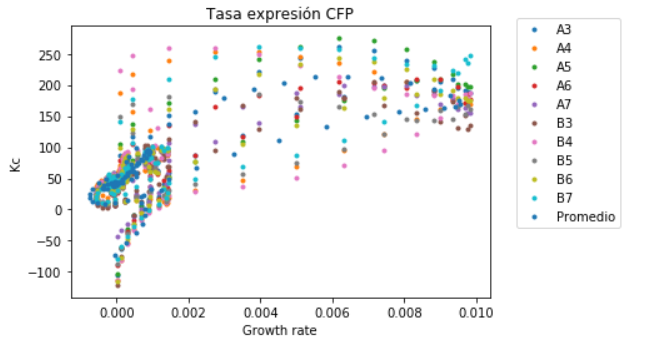 Tasa expresión CFP
250
200
150
100
50
0
−50
−100
Kc
0.000 0.002 0.004 0.006 0.008 0.010
Growth rate
A3
A4
A5
A6
A7
B3
B4
B5
B6
B7
Promedio